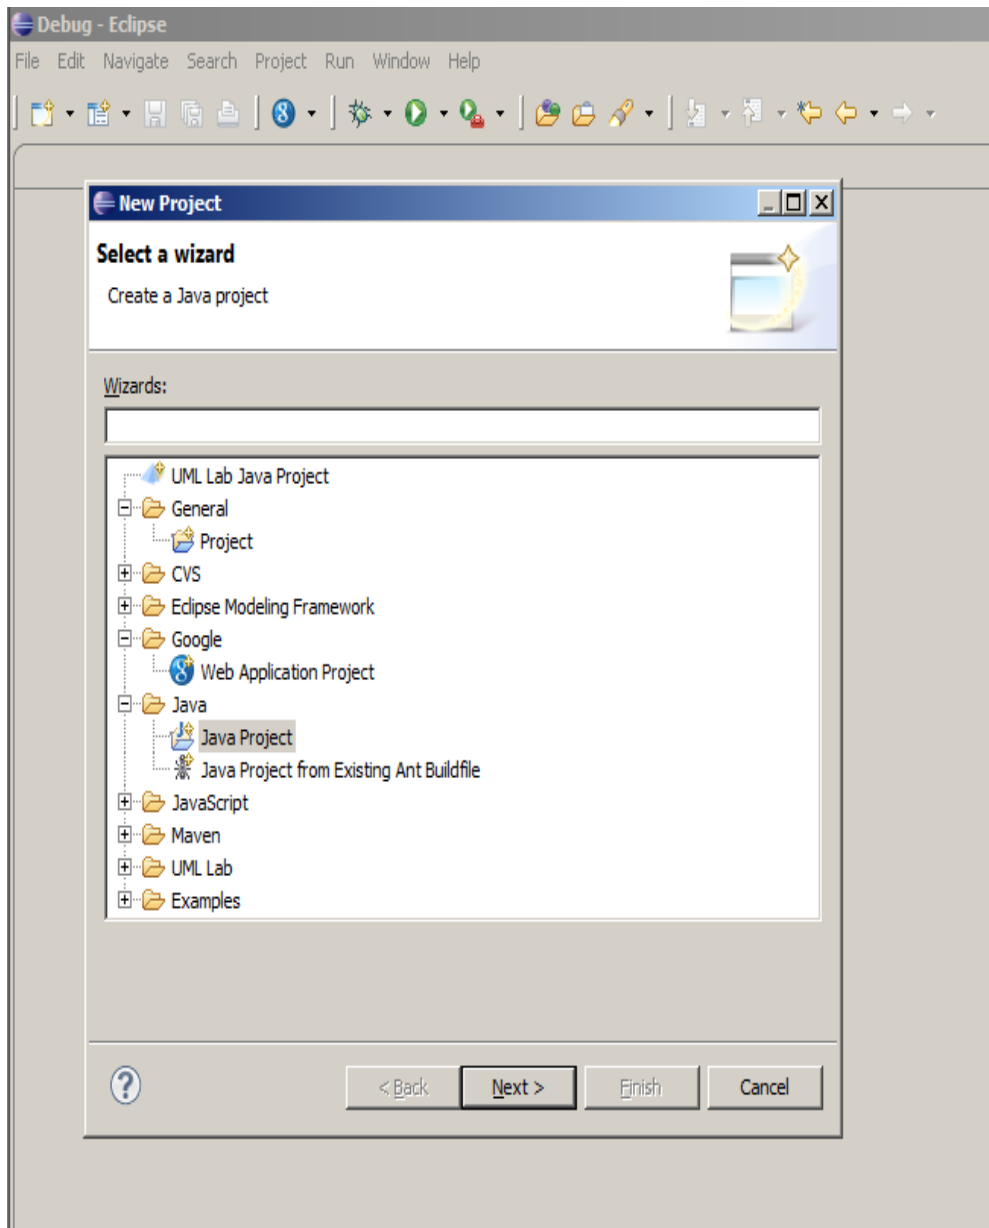 Debug - Eclipse
File Edit Navigate Search Project Run Window Help
New Project
Select a wizard
Create a Java project
Wizards:
UML Lab Java Project
General
Project
CVS
Eclipse Modeling Framework
Google
Web Application Project
Java
Java Project
Java Project from Existing Ant Buildfile
JavaScript
Maven
UML Lab
Examples
< Back Next > Finish Cancel